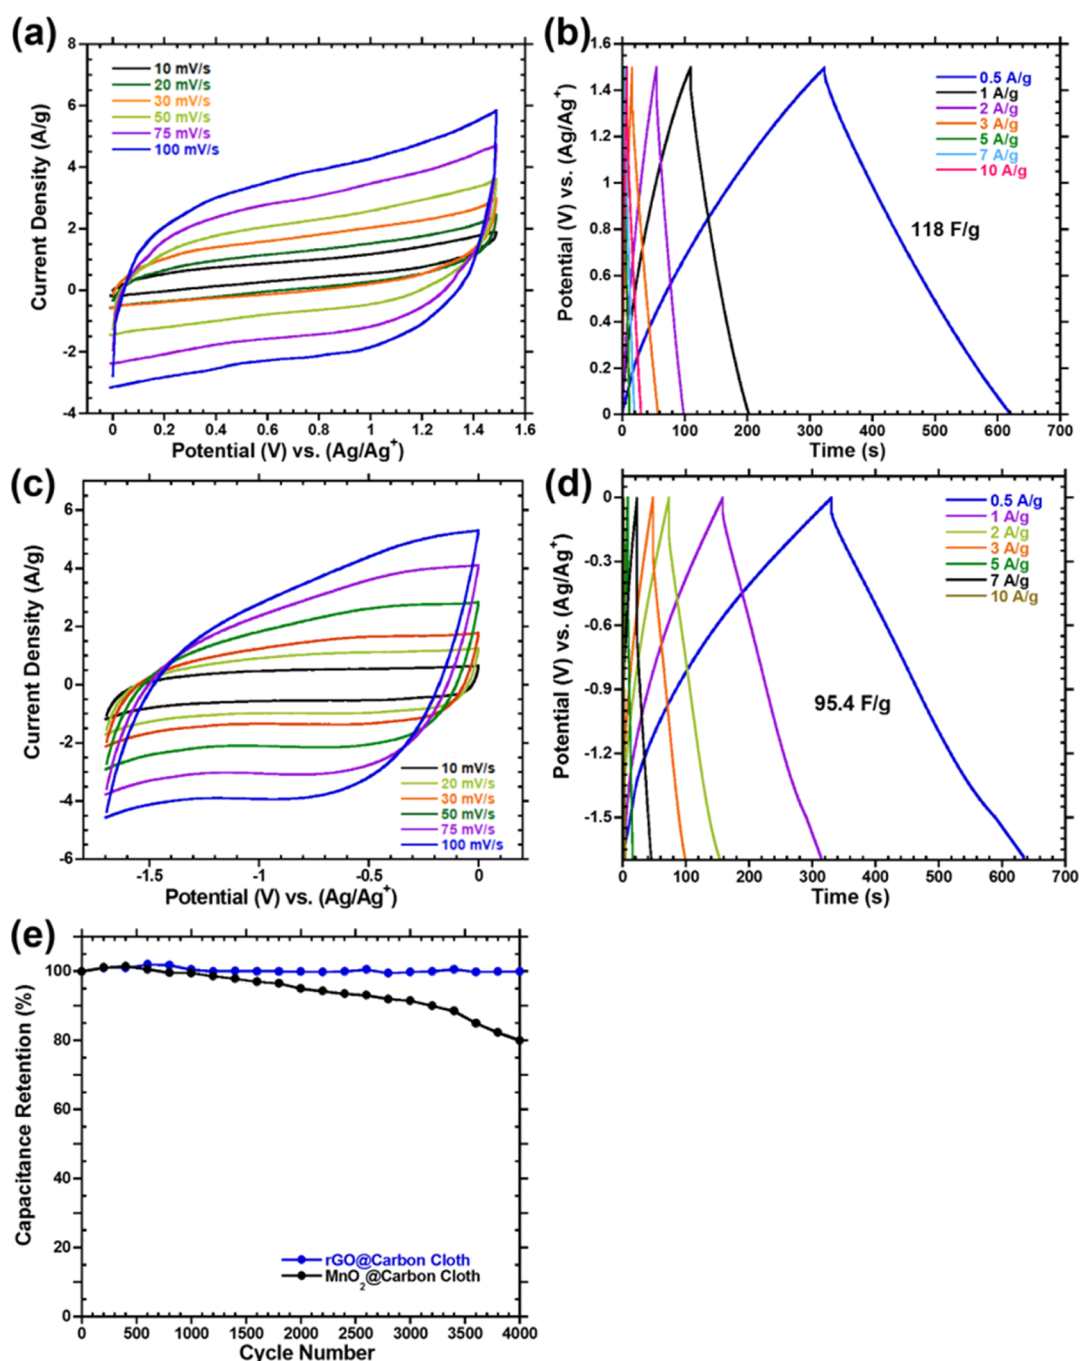 (a)
8
6
4
2
0
-2
-4
Current Density (A/g)
10 mV/s
20 mV/s
30 mV/s
50 mV/s
75 mV/s
100 mV/s
0 0.2 0.4 0.6 0.8 1 1.2 1.4 1.6
Potential (V) vs. (Ag/Ag⁺)
(b)
1.6
1.4
1.2
1
0.8
0.6
0.4
0.2
0
Potential (V) vs. (Ag/Ag⁺)
0.5 A/g
1 A/g
2 A/g
3 A/g
5 A/g
7 A/g
10 A/g
118 F/g
0 100 200 300 400 500 600 700
Time (s)
(c)
6
4
2
0
-2
-4
-6
Current Density (A/g)
10 mV/s
20 mV/s
30 mV/s
50 mV/s
75 mV/s
100 mV/s
-1.5 -1 -0.5 0
Potential (V) vs. (Ag/Ag⁺)
(d)
0
-0.3
-0.6
-0.9
-1.2
-1.5
Potential (V) vs. (Ag/Ag⁺)
0.5 A/g
1 A/g
2 A/g
3 A/g
5 A/g
7 A/g
10 A/g
95.4 F/g
0 100 200 300 400 500 600 700
Time (s)
(e)
100
80
60
40
20
0
Capacitance Retention (%)
rGO@Carbon Cloth
MnO₂@Carbon Cloth
0 500 1000 1500 2000 2500 3000 3500 4000
Cycle Number